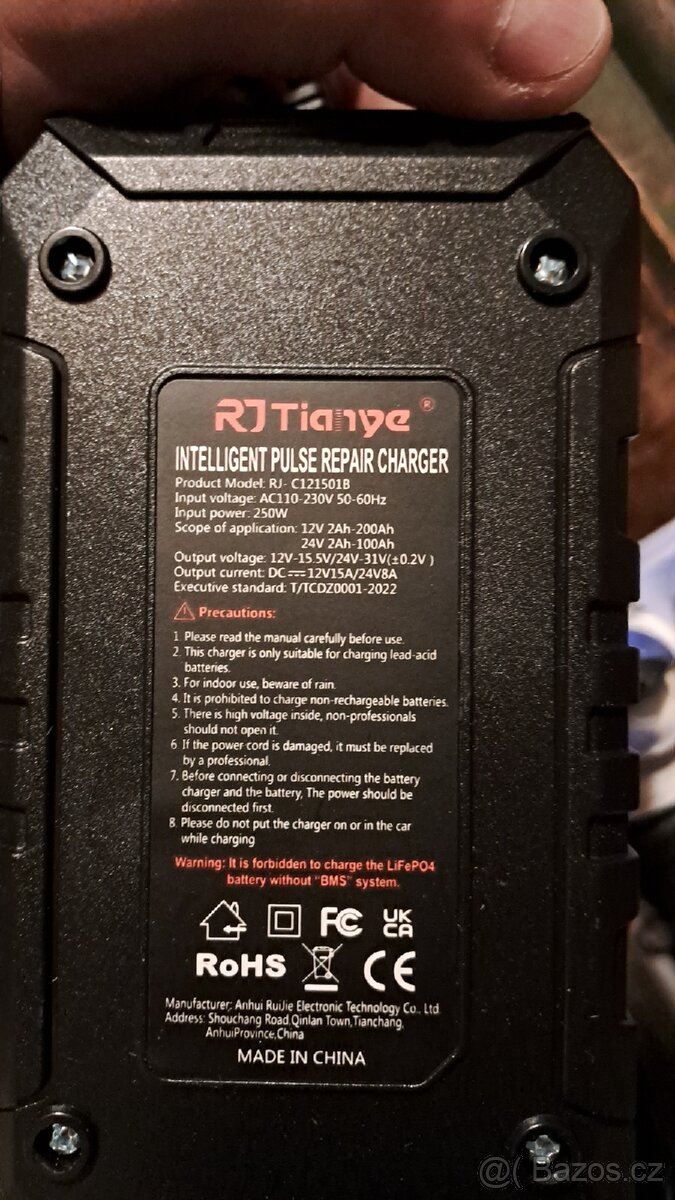 RJTianye ®
INTELLIGENT PULSE REPAIR CHARGER
Product Model: RJ- C121501B
Input voltage: AC110-230V 50-60Hz
Input power: 250W
Scope of application: 12V 2Ah-200Ah
24V 2Ah-100Ah
Output voltage: 12V-15.5V/24V-31V(±0.2V )
Output current: DC⎓12V15A/24V8A
Executive standard: T/TCDZ0001-2022
Precautions:
1. Please read the manual carefully before use.
2. This charger is only suitable for charging lead-acid
batteries.
3. For indoor use, beware of rain.
4. It is prohibited to charge non-rechargeable batteries.
5. There is high voltage inside, non-professionals
should not open it.
6. If the power cord is damaged, it must be replaced
by a professional.
7. Before connecting or disconnecting the battery
charger and the battery, The power should be
disconnected first.
8. Please do not put the charger on or in the car
while charging
Warning: It is forbidden to charge the LiFePO4
battery without "BMS" system.
FC UK CA
RoHS CE
Manufacturer: Anhui RuiJie Electronic Technology Co., Ltd
Address: Shouchang Road,Qinlan Town,Tianchang,
AnhuiProvince,China
MADE IN CHINA
@( Bazos.cz